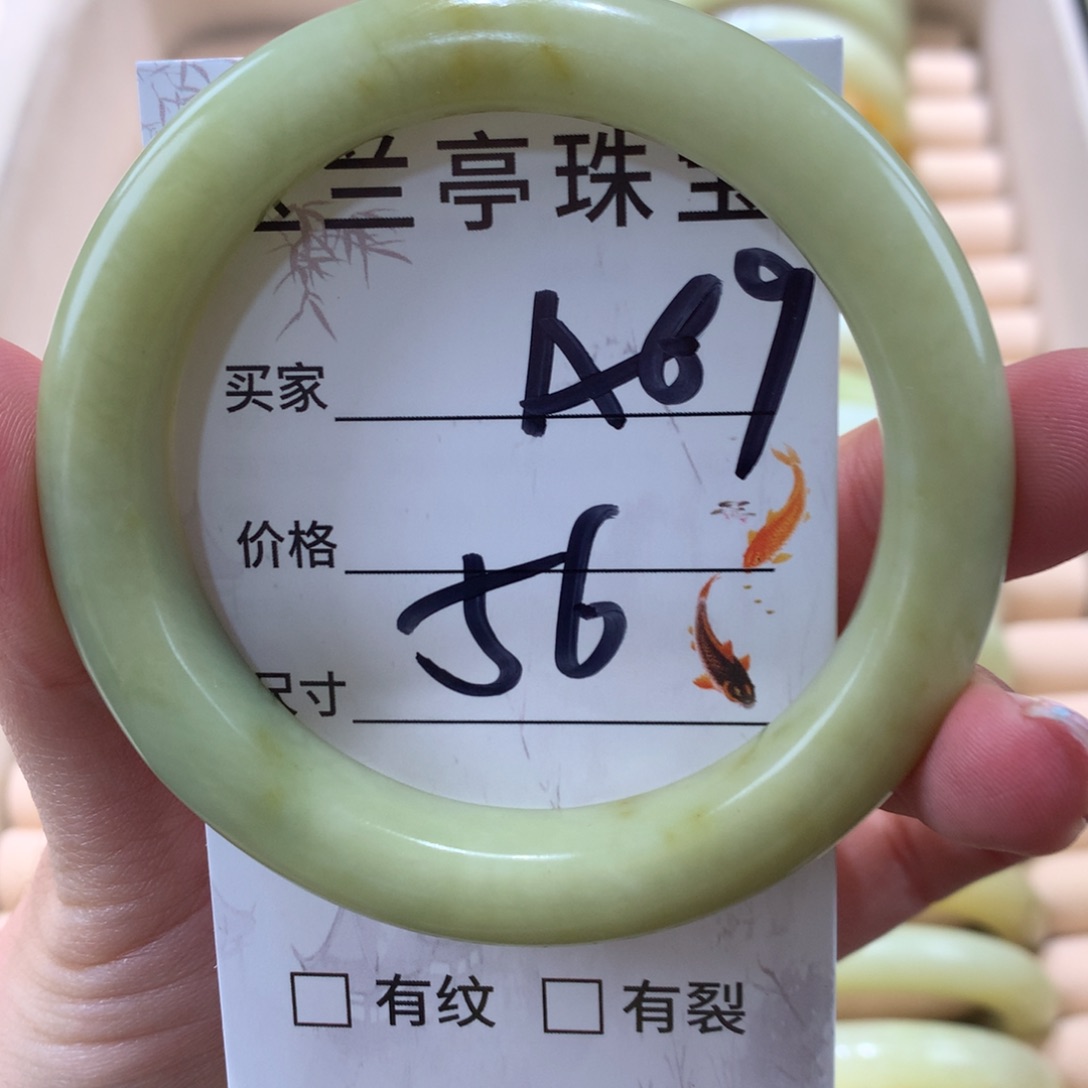 兰亭珠宝
买家 A69
价格
尺寸 56
有纹 有裂